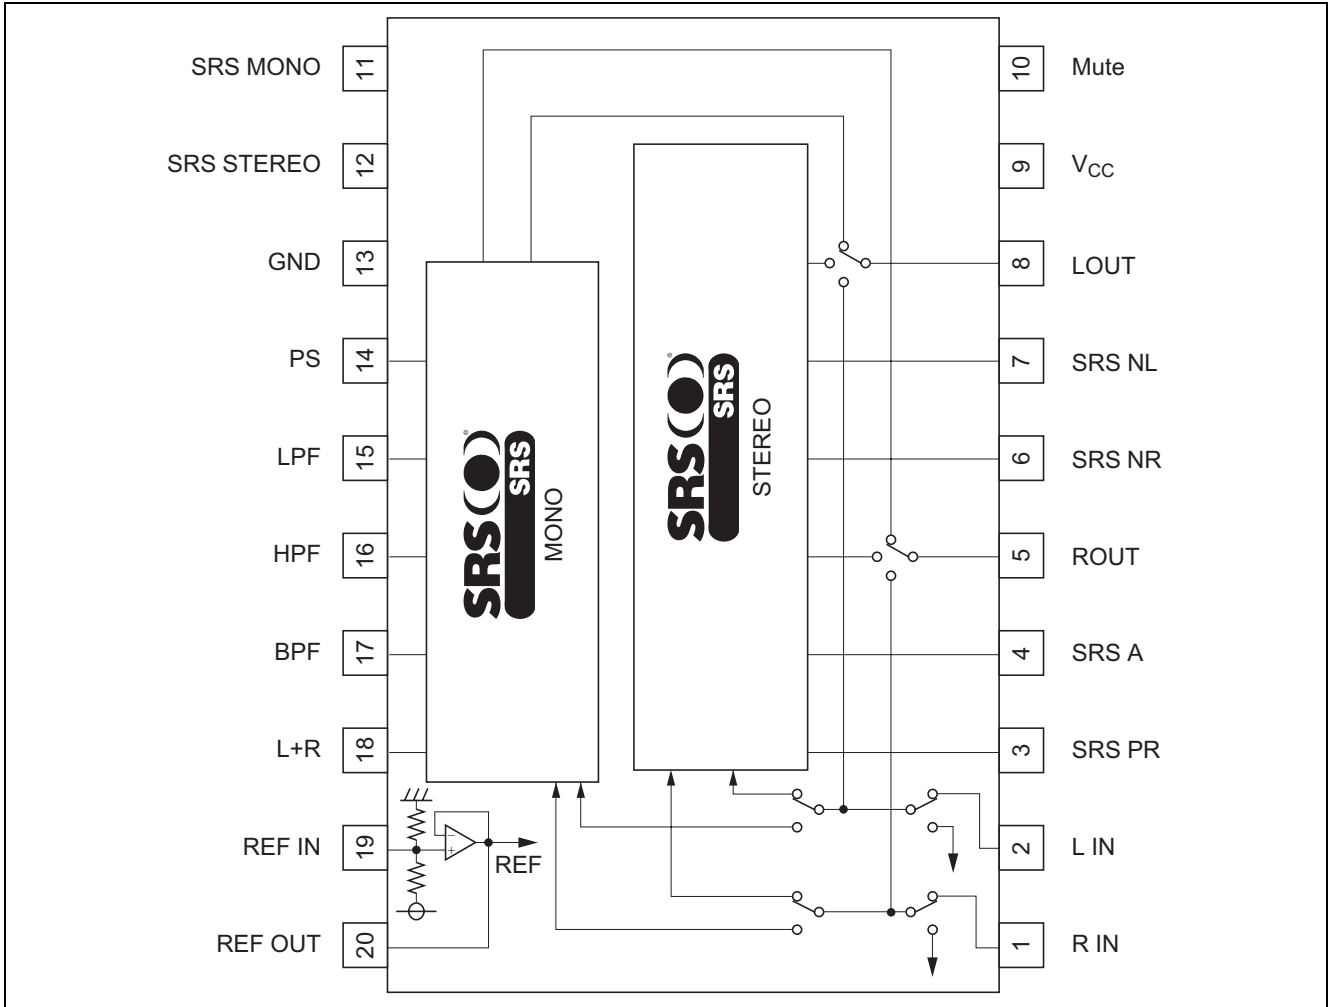 SRS MONO 11
10 Mute
SRS STEREO 12
9 VCC
GND 13
8 LOUT
PS 14
7 SRS NL
LPF 15
6 SRS NR
HPF 16
5 ROUT
BPF 17
4 SRS A
L+R 18
3 SRS PR
REF IN 19
2 L IN
REF OUT 20
1 R IN
SRS®
SRS
MONO
SRS®
SRS
STEREO
−
+
REF